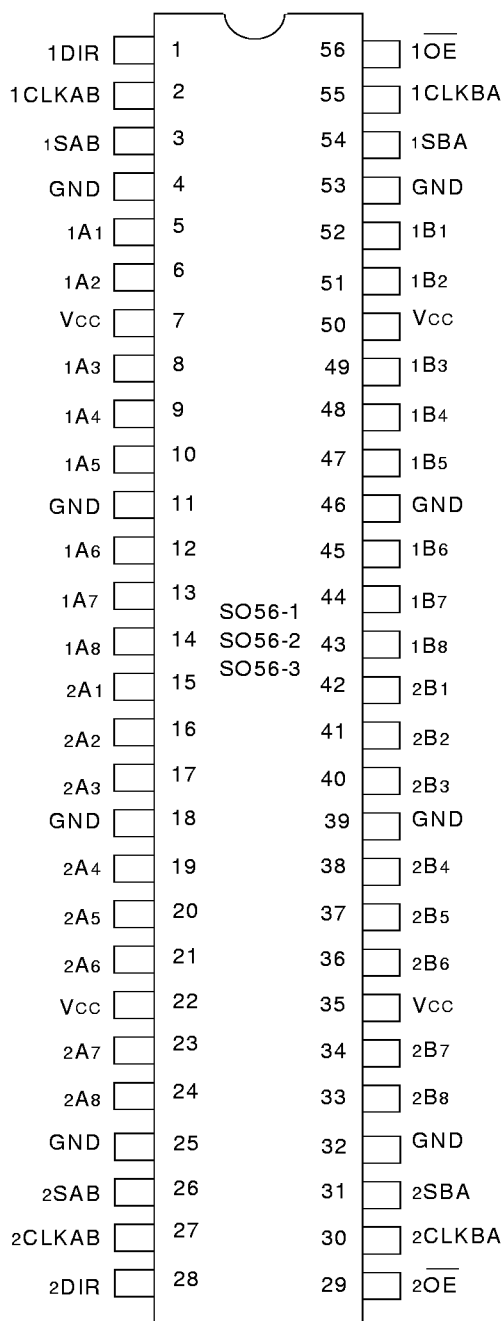 1DIR 1 56 1OE
1CLKAB 2 55 1CLKBA
1SAB 3 54 1SBA
GND 4 53 GND
1A1 5 52 1B1
1A2 6 51 1B2
VCC 7 50 VCC
1A3 8 49 1B3
1A4 9 48 1B4
1A5 10 47 1B5
GND 11 46 GND
1A6 12 45 1B6
1A7 13 44 1B7
SO56-1
1A8 14 SO56-2 43 1B8
SO56-3
2A1 15 42 2B1
2A2 16 41 2B2
2A3 17 40 2B3
GND 18 39 GND
2A4 19 38 2B4
2A5 20 37 2B5
2A6 21 36 2B6
VCC 22 35 VCC
2A7 23 34 2B7
2A8 24 33 2B8
GND 25 32 GND
2SAB 26 31 2SBA
2CLKAB 27 30 2CLKBA
2DIR 28 29 2OE